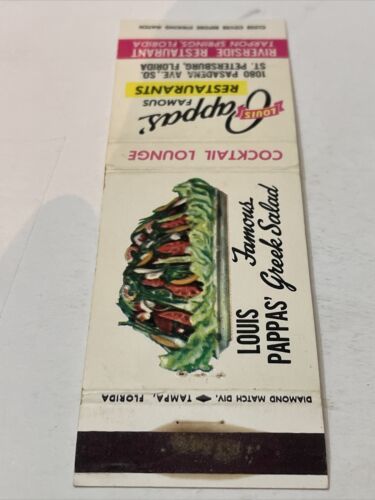 CLOSE COVER BEFORE STRIKING MATCH
RIVERSIDE RESTAURANT
TARPON SPRINGS, FLORIDA
1080 PASADENA AVE., SO.
ST. PETERSBURG, FLORIDA
LOUIS
Pappas'
FAMOUS
RESTAURANTS
COCKTAIL LOUNGE
LOUIS
PAPPAS'
Famous
Greek Salad
DIAMOND MATCH DIV. TAMPA, FLORIDA